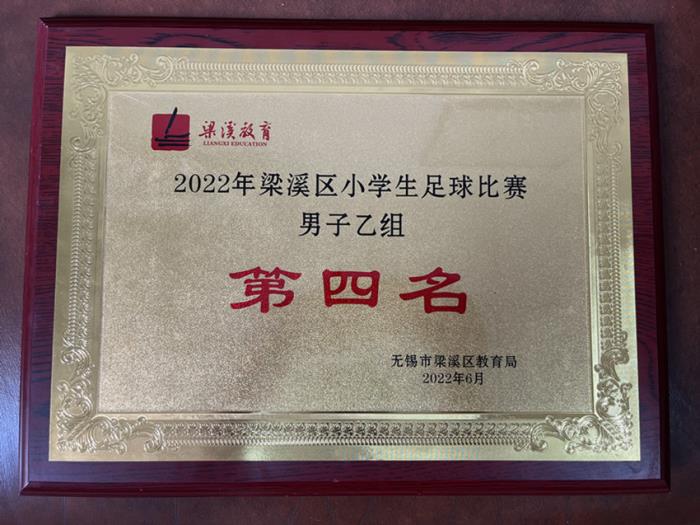 梁溪教育
LIANGXI EDUCATION
2022年梁溪区小学生足球比赛
男子乙组
第四名
无锡市梁溪区教育局
2022年6月